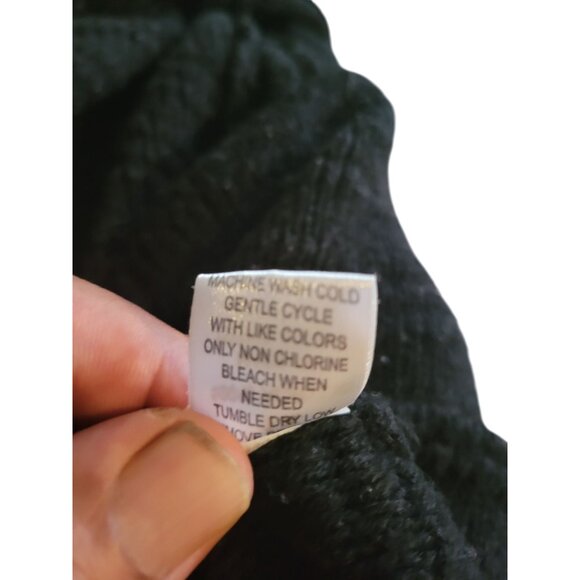 MACHINE WASH COLD
GENTLE CYCLE
WITH LIKE COLORS
ONLY NON CHLORINE
BLEACH WHEN
NEEDED
TUMBLE DRY LOW